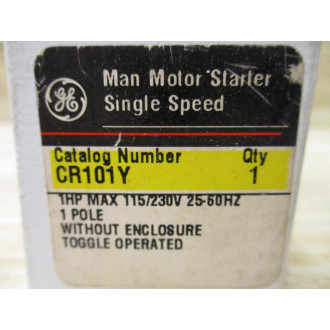 GE
Man Motor Starter
Single Speed
Catalog Number Qty
CR101Y 1
1HP MAX 115/230V 25-60HZ
1 POLE
WITHOUT ENCLOSURE
TOGGLE OPERATED